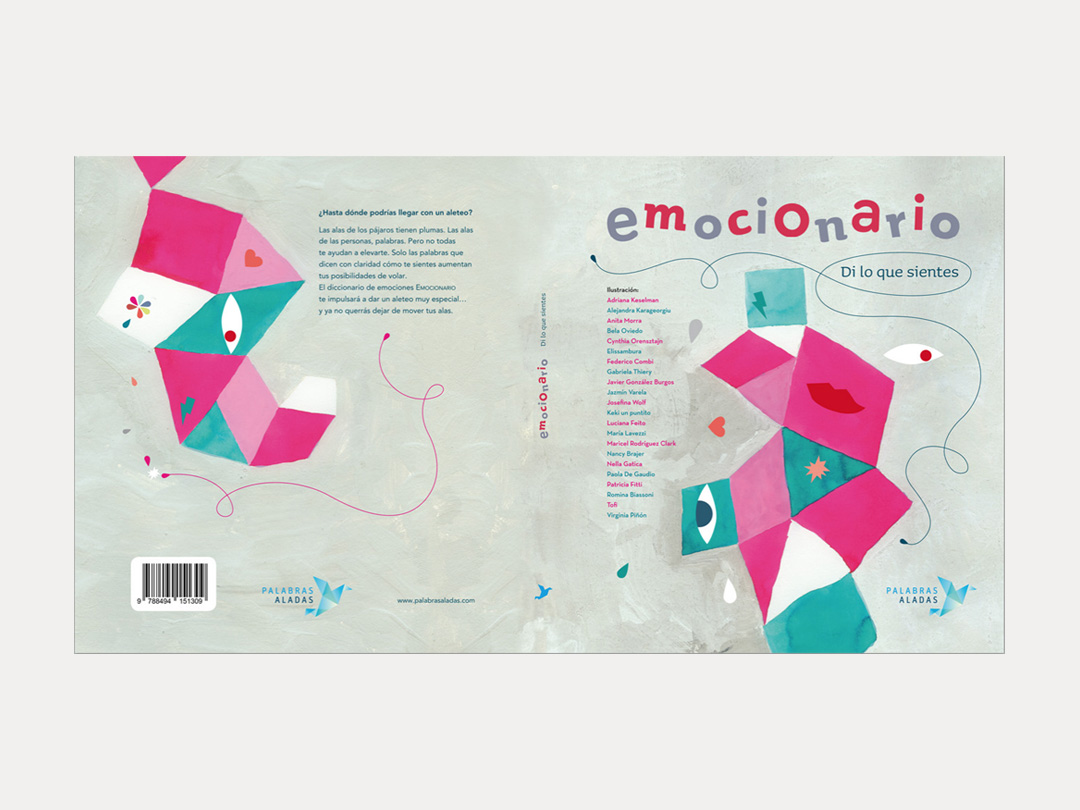 ¿Hasta dónde podrías llegar con un aleteo?
Las alas de los pájaros tienen plumas. Las alas
de las personas, palabras. Pero no todas
te ayudan a elevarte. Solo las palabras que
dicen con claridad cómo te sientes aumentan
tus posibilidades de volar.
El diccionario de emociones EMOCIONARIO
te impulsará a dar un aleteo muy especial...
y ya no querrás dejar de mover tus alas.
9 788494 151309
PALABRAS
ALADAS
www.palabrasaladas.com
emocionario Di lo que sientes
emocionario
Di lo que sientes
Ilustración:
Adriana Keselman
Alejandra Karageorgiu
Anita Morra
Bela Oviedo
Cynthia Orensztajn
Elissambura
Federico Combi
Gabriela Thiery
Javier González Burgos
Jazmín Varela
Josefina Wolf
Keki un puntito
Luciana Feito
María Lavezzi
Maricel Rodríguez Clark
Nancy Brajer
Nella Gatica
Paola De Gaudio
Patricia Fitti
Romina Biassoni
Tofi
Virginia Piñón
PALABRAS
ALADAS